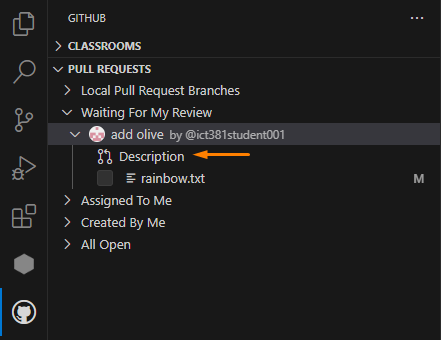 GITHUB
CLASSROOMS
PULL REQUESTS
Local Pull Request Branches
Waiting For My Review
add olive by @ict381student001
Description
rainbow.txt M
Assigned To Me
Created By Me
All Open